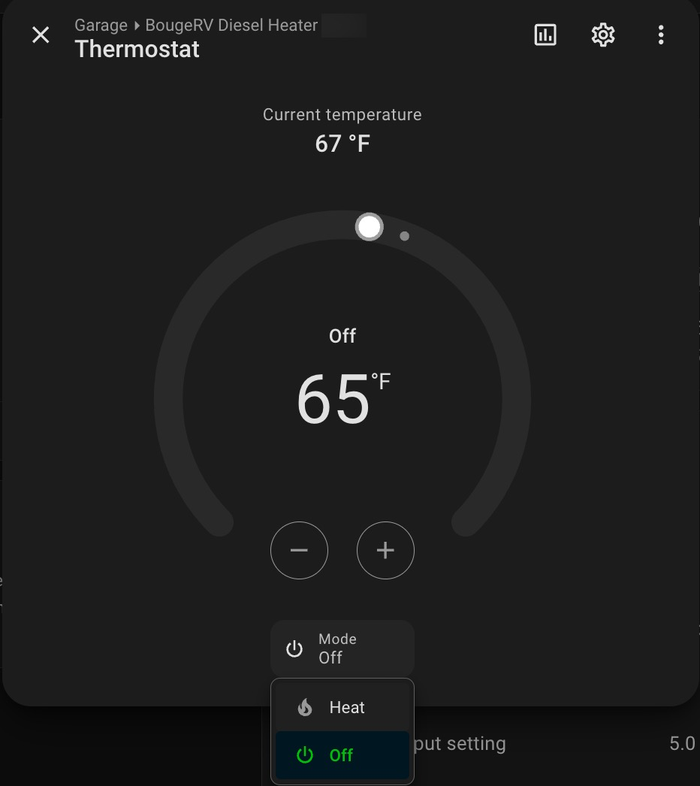 Garage ▸ BougeRV Diesel Heater
Thermostat
Current temperature
67 °F
Off
65 °F
Mode
Off
Heat
Off
put setting
5.0